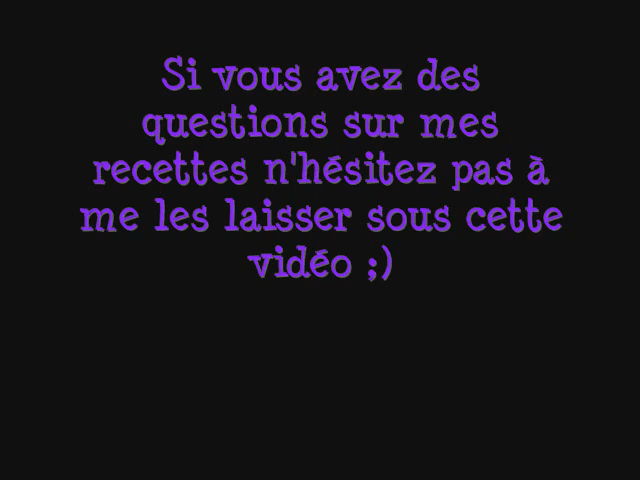 Si vous avez des
questions sur mes
recettes n'hésitez pas à
me les laisser sous cette
vidéo ;)